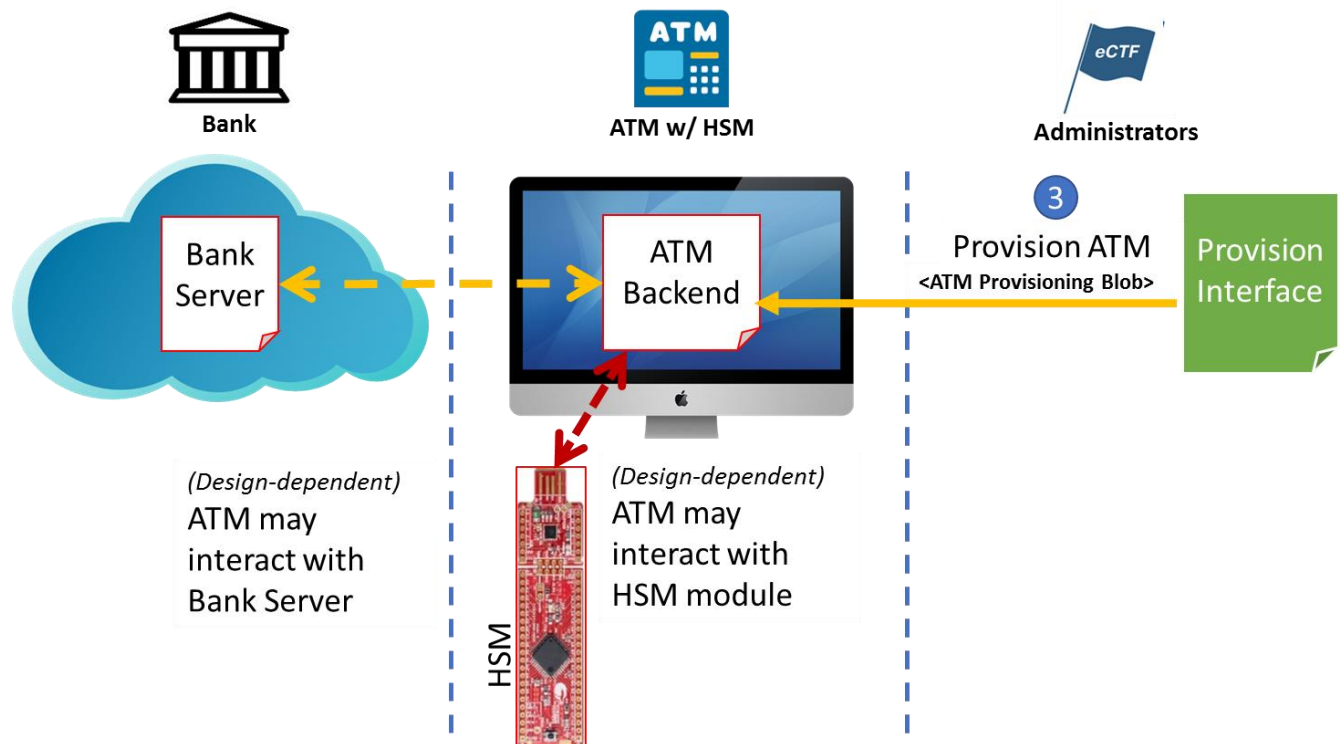 ATM
eCTF
Bank
ATM w/ HSM
Administrators
Bank
Server
ATM
Backend
3
Provision ATM
<ATM Provisioning Blob>
Provision
Interface
(Design-dependent)
ATM may
interact with
Bank Server
HSM
(Design-dependent)
ATM may
interact with
HSM module